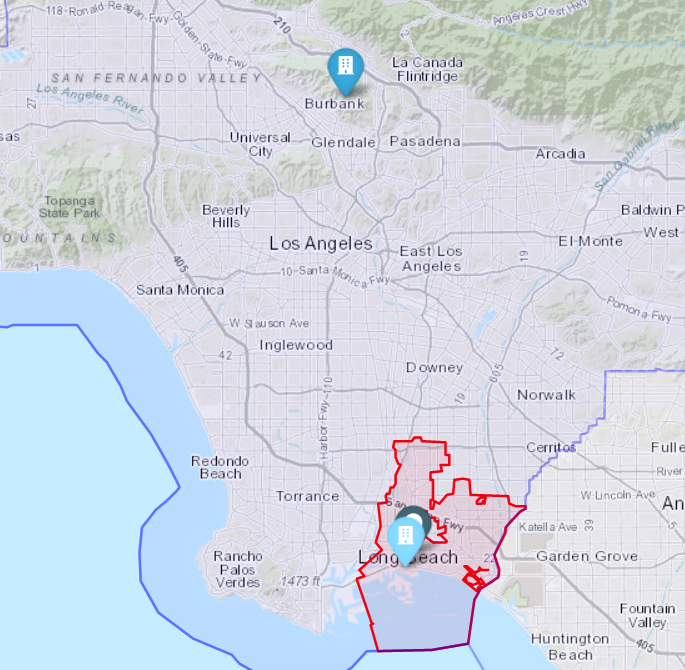 118-Ronald-Reagan-Fwy
210
Angeles Crest Hwy
Golden-State-Fwy
2
La Canada
Flintridge
SAN FERNANDO VALLEY
Los Angeles River
27
Burbank
Universal
City
Glendale
Pasadena
Arcadia
San Gabriel River
sas
Topanga
State Park
Beverly
Hills
Baldwin P
West
OUNTAINS
Los Angeles
East Los
Angeles
El Monte
19
405
1
10-Santa-Monica Fwy
Santa Monica
Pomona Fwy
W Slauson Ave
Inglewood
42
72
605
Downey
19
Norwalk
Harbor-Fwy-110
Cerritos
Fulle
River
Redondo
Beach
Torrance
W Lincoln Ave
An
Fwy
Katella Ave
39
Long Beach
22
Garden Grove
Rancho
Palos
Verdes
1473 ft
Fountain
Valley
405
Huntington
Beach